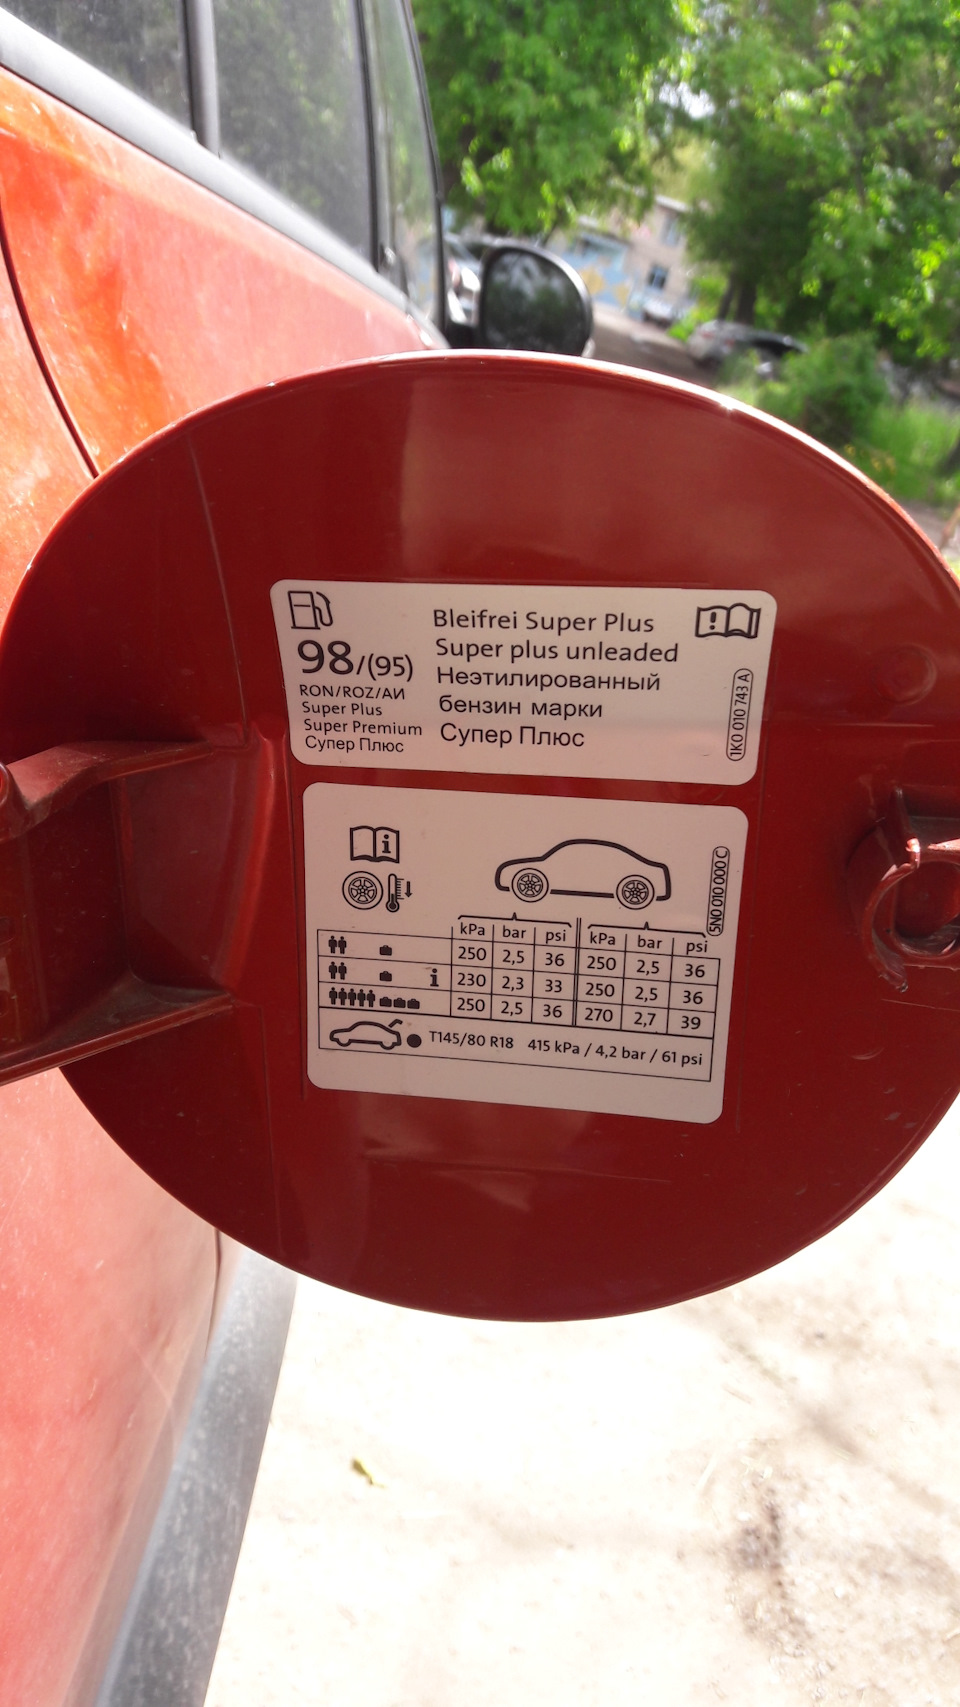 98/(95)
RON/ROZ/АИ
Super Plus
Super Premium
Супер Плюс
Bleifrei Super Plus
Super plus unleaded
Неэтилированный
бензин марки
Супер Плюс
1K0 010 743 A
5N0 010 000 C
kPa bar psi kPa bar psi
250 2,5 36 250 2,5 36
i 230 2,3 33 250 2,5 36
250 2,5 36 270 2,7 39
T145/80 R18 415 kPa / 4,2 bar / 61 psi